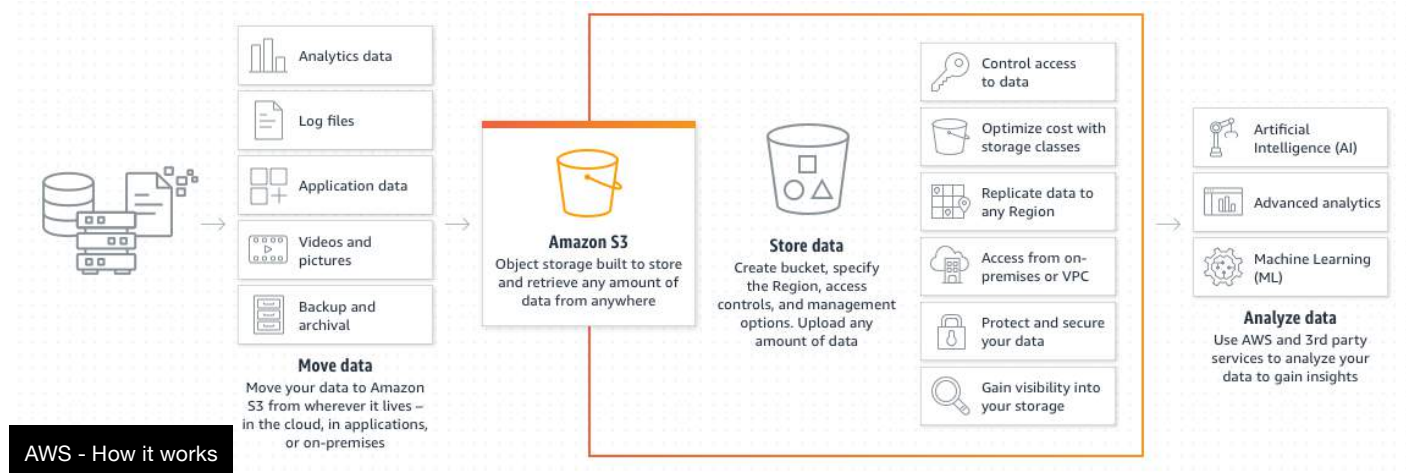 Analytics data
Log files
Application data
Videos and
pictures
Backup and
archival
Move data
Move your data to Amazon
S3 from wherever it lives –
in the cloud, in applications,
or on-premises
Amazon S3
Object storage built to store
and retrieve any amount of
data from anywhere
Store data
Create bucket, specify
the Region, access
controls, and management
options. Upload any
amount of data
Control access
to data
Optimize cost with
storage classes
Replicate data to
any Region
Access from on-
premises or VPC
Protect and secure
your data
Gain visibility into
your storage
Artificial
Intelligence (AI)
Advanced analytics
Machine Learning
(ML)
Analyze data
Use AWS and 3rd party
services to analyze your
data to gain insights
AWS - How it works